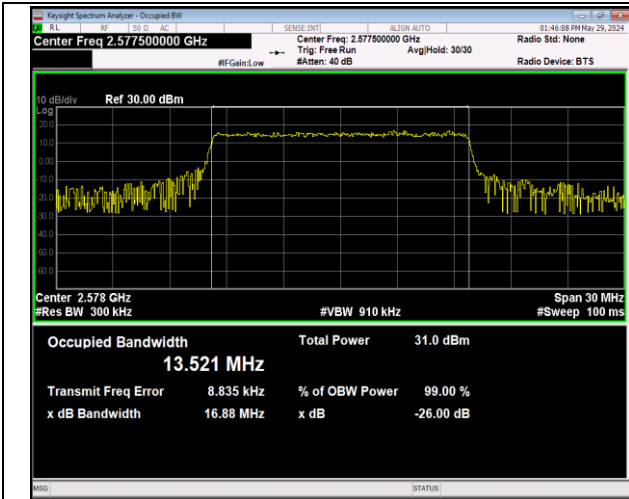 Keysight Spectrum Analyzer - Occupied BW
RL RF 50 Ω AC SENSE:INT ALIGN AUTO 01:46:08 PM May 29, 2024
Center Freq 2.577500000 GHz Center Freq: 2.577500000 GHz Radio Std: None
Trig: Free Run Avg|Hold: 30/30
#IFGain:Low #Atten: 40 dB Radio Device: BTS
10 dB/div Ref 30.00 dBm
Log
20.0
10.0
0.00
-10.0
-20.0
-30.0
-40.0
-50.0
-60.0
Center 2.578 GHz Span 30 MHz
#Res BW 300 kHz #VBW 910 kHz #Sweep 100 ms
Occupied Bandwidth Total Power 31.0 dBm
13.521 MHz
Transmit Freq Error 8.835 kHz % of OBW Power 99.00 %
x dB Bandwidth 16.88 MHz x dB -26.00 dB
MSG STATUS